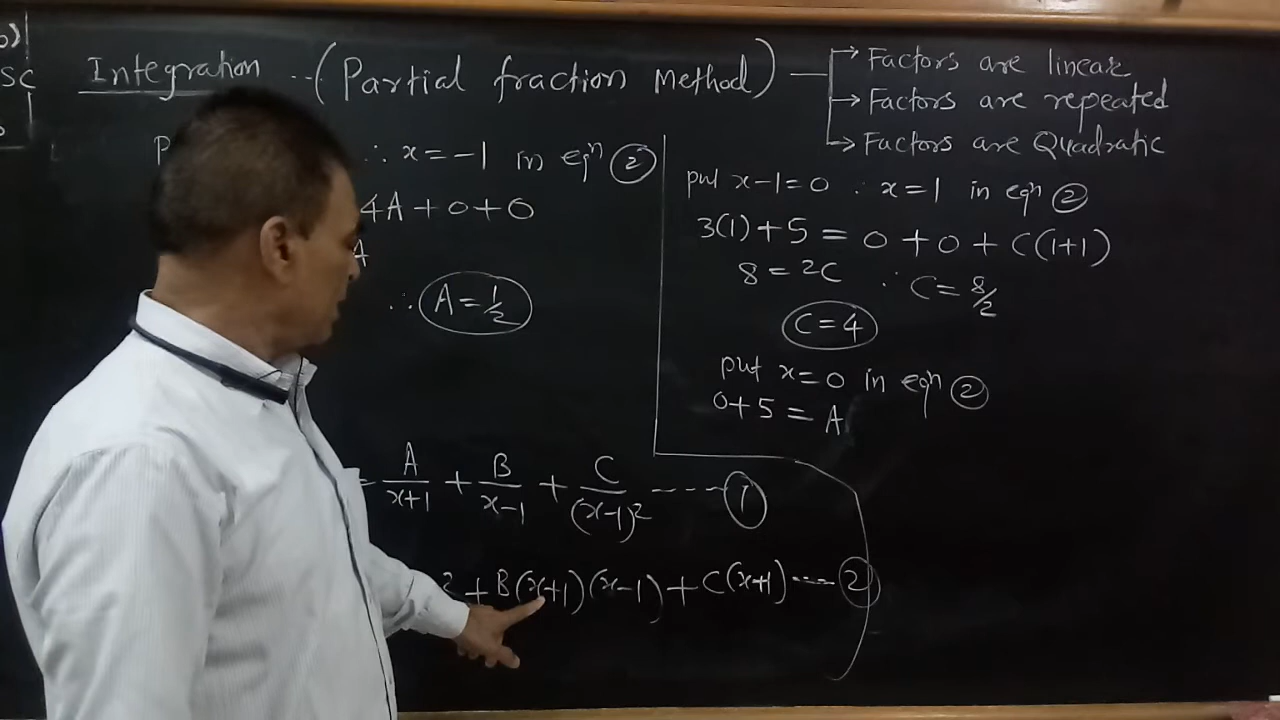 SC
Integration --- (Partial fraction Method)
→ Factors are linear
→ Factors are repeated
→ Factors are Quadratic
∴ x = -1 in eqn ②
4A + 0 + 0
A
∴ A = 1/2
put x-1=0 ∴ x=1 in eqn ②
3(1)+5 = 0 + 0 + C(1+1)
8 = 2C ∴ C = 8/2
C=4
put x=0 in eqn ②
0+5 = A
= A/(x+1) + B/(x-1) + C/(x-1)² ---- ①
² + B(x+1)(x-1) + C(x+1) ---- ②